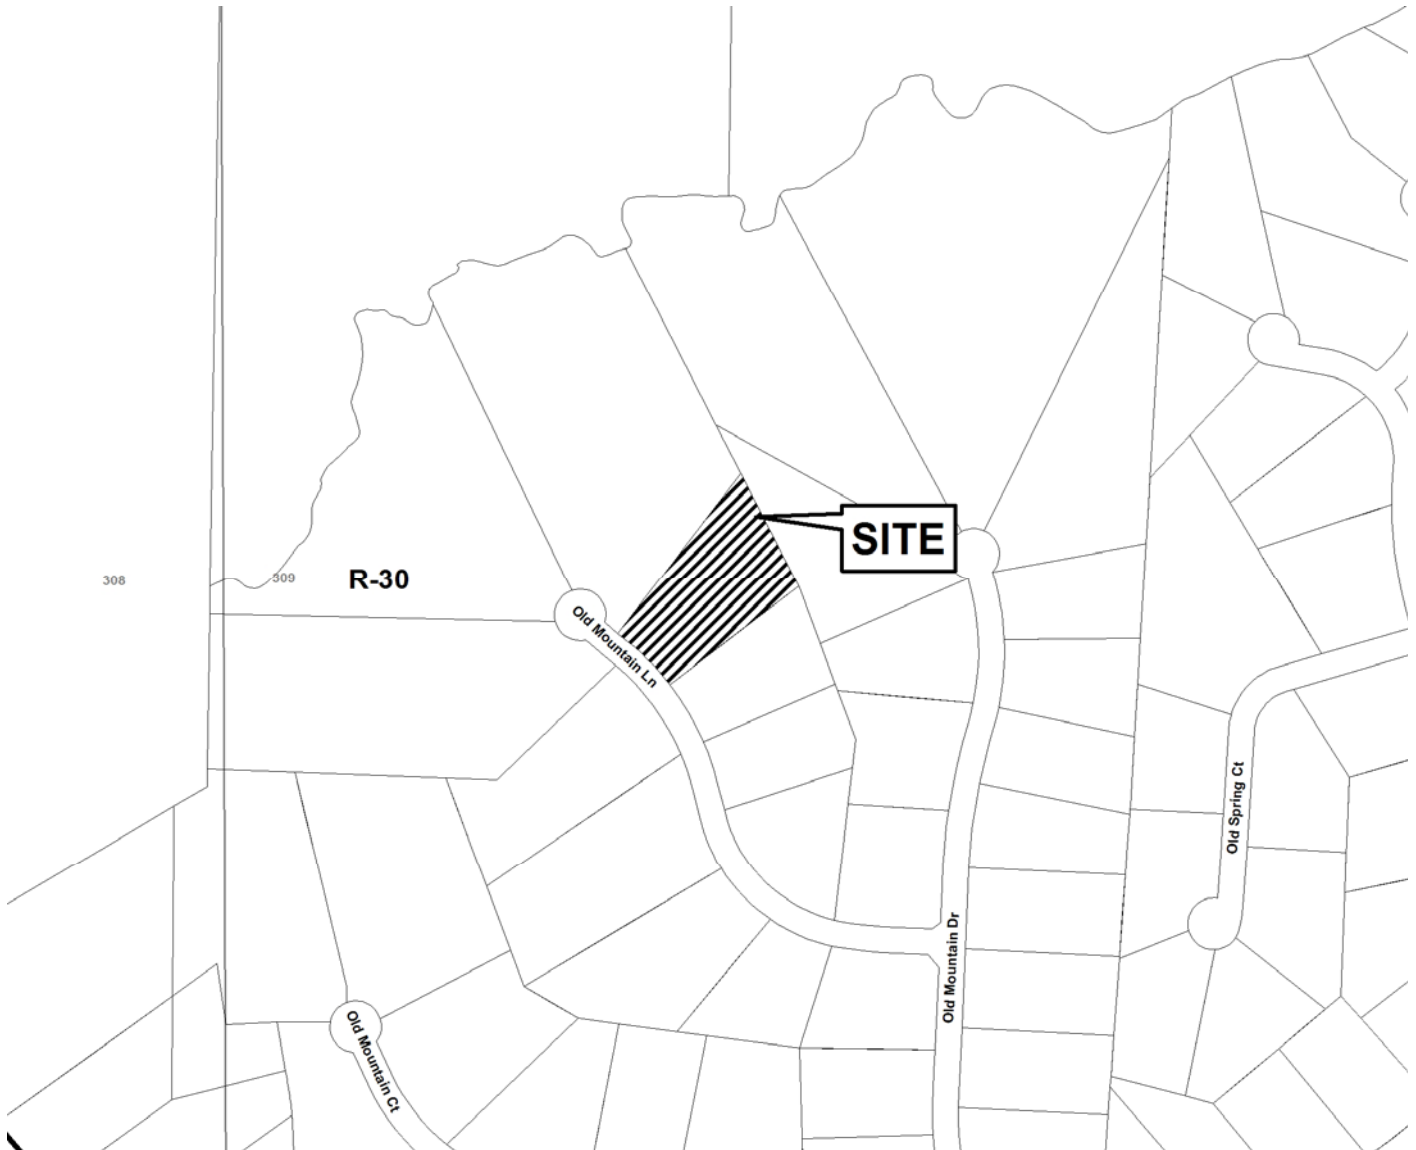 SITE
308
309
R-30
Old Mountain Ln
Old Spring Ct
Old Mountain Dr
Old Mountain Ct